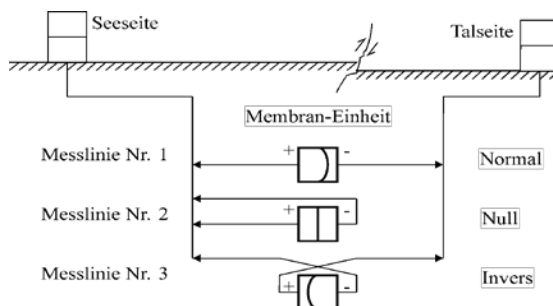 Seeseite
Talseite
Membran-Einheit
Messlinie Nr. 1
+ -
Normal
Messlinie Nr. 2
+ -
Null
Messlinie Nr. 3
+ -
Invers